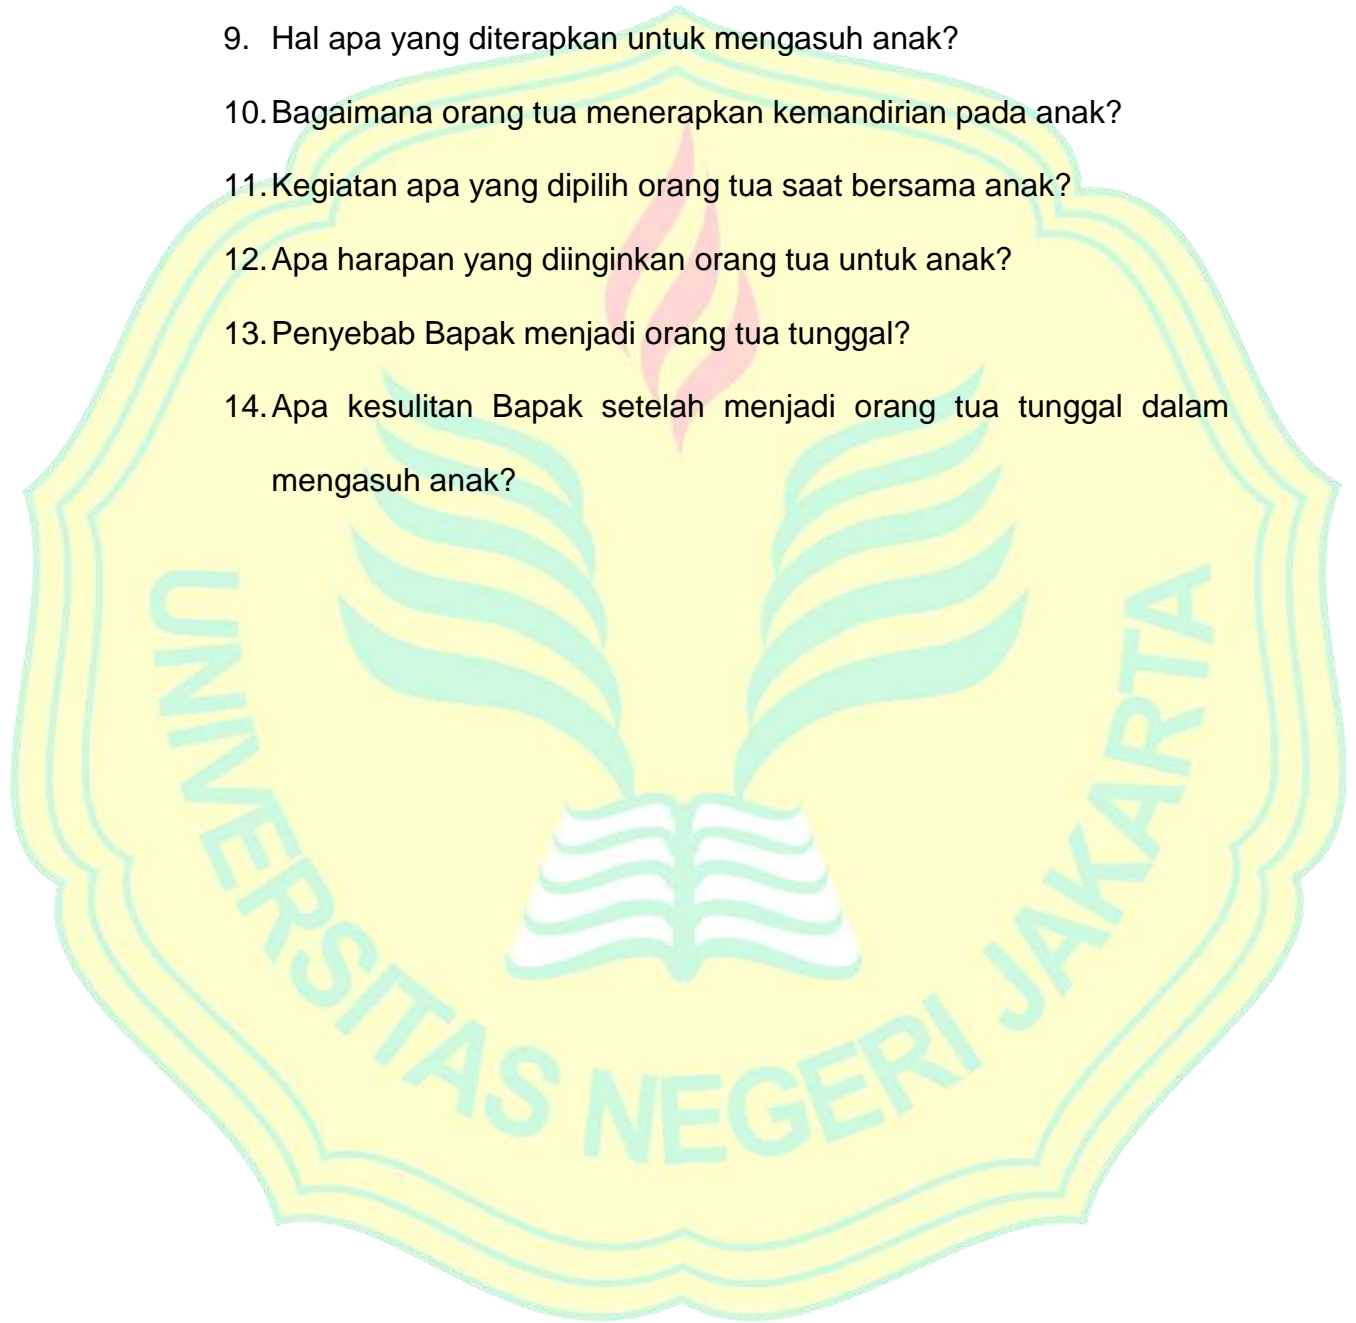 9. Hal apa yang diterapkan untuk mengasuh anak?
10. Bagaimana orang tua menerapkan kemandirian pada anak?
11. Kegiatan apa yang dipilih orang tua saat bersama anak?
12. Apa harapan yang diinginkan orang tua untuk anak?
13. Penyebab Bapak menjadi orang tua tunggal?
14. Apa kesulitan Bapak setelah menjadi orang tua tunggal dalam
mengasuh anak?
UNIVERSITAS NEGERI JAKARTA